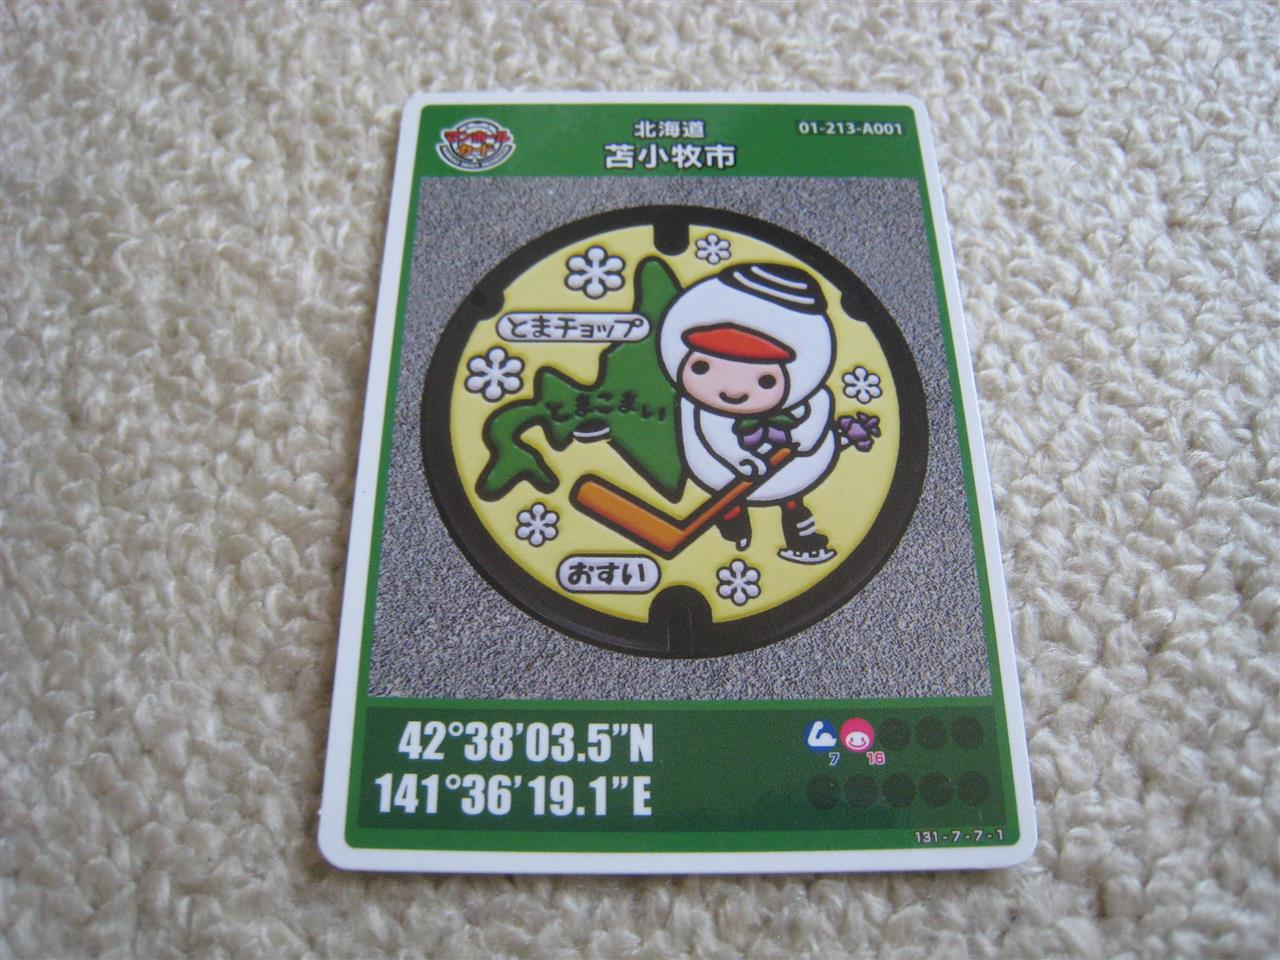 マンホール
カード
北海道
苫小牧市
01-213-A001
とまチョップ
とまこまい
おすい
42°38'03.5"N
141°36'19.1"E
7
16
131-7-7-1